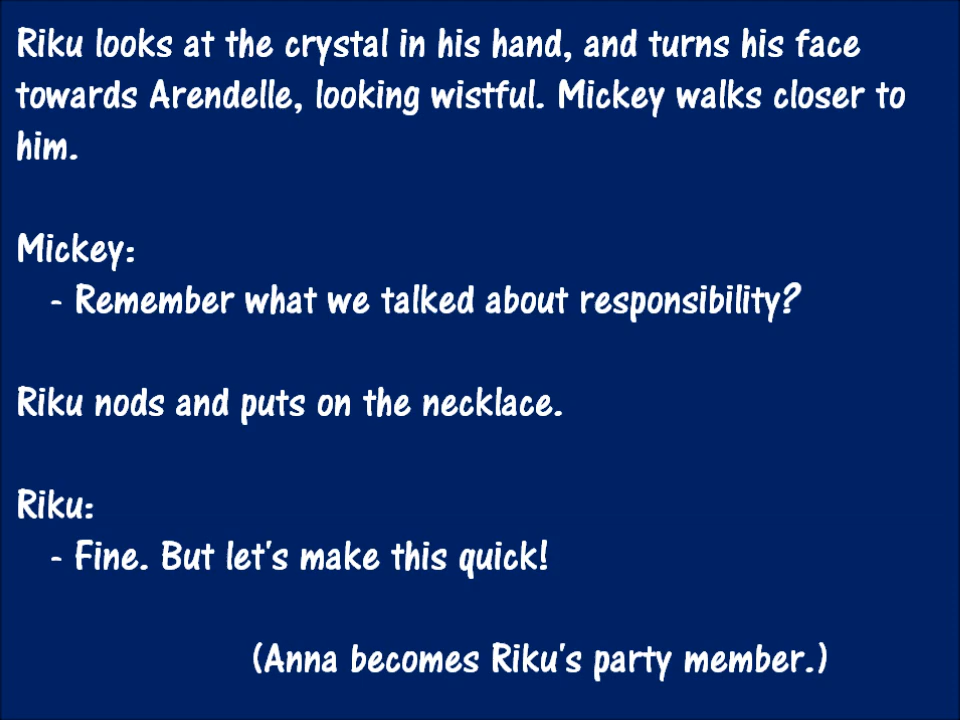 Riku looks at the crystal in his hand, and turns his face
towards Arendelle, looking wistful. Mickey walks closer to
him.
Mickey:
- Remember what we talked about responsibility?
Riku nods and puts on the necklace.
Riku:
- Fine. But let's make this quick!
(Anna becomes Riku's party member.)